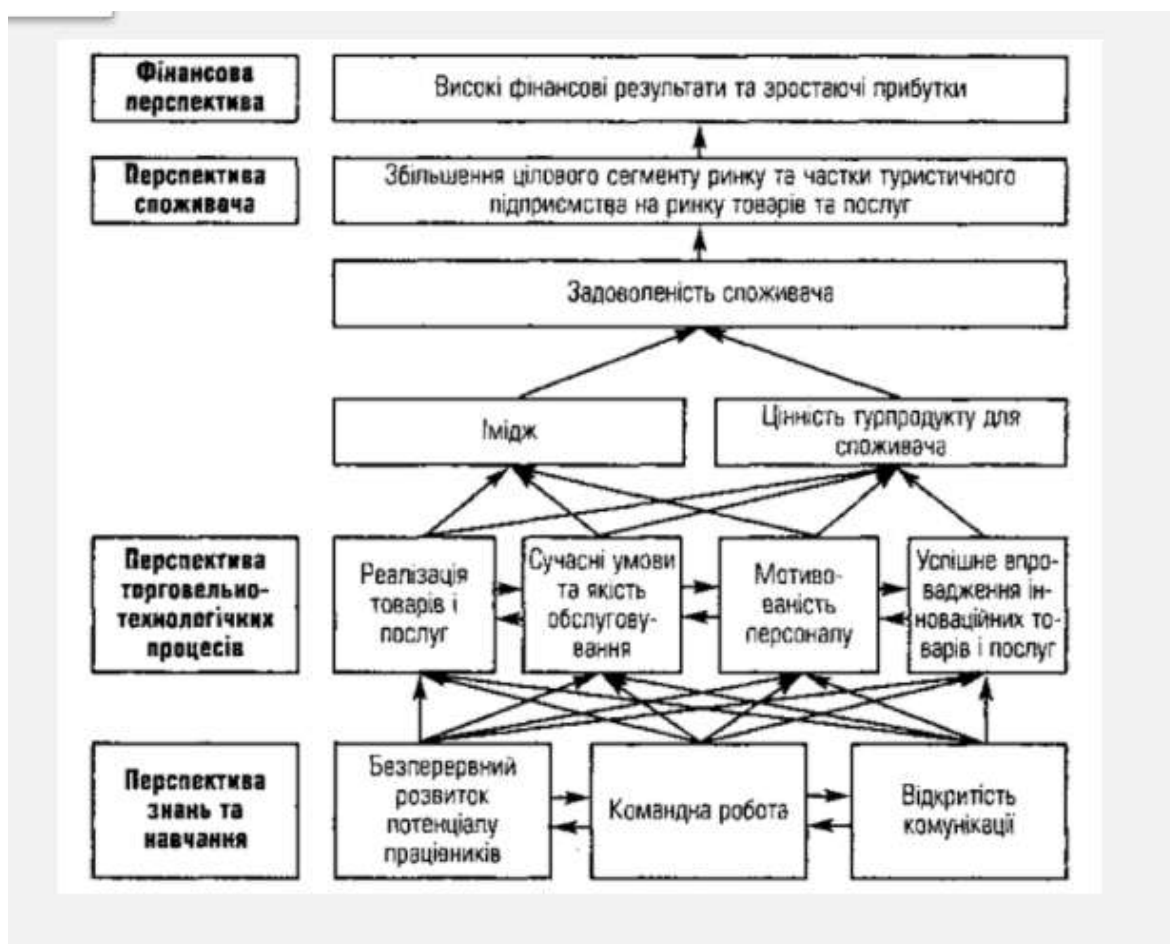 Фінансова
перспектива
Високі фінансові результати та зростаючі прибутки
Перспектива
споживача
Збільшення цілового сегменту ринку та частки туристичного
підприємства на ринку товарів та послуг
Задоволеність споживача
Імідж
Цінність турпродукту для
споживача
Перспектива
торговельно-
технологічних
процесів
Реалізація
товарів і
послуг
Сучасні умови
та якість
обслугову-
вання
Мотиво-
ваність
персоналу
Успішне впро-
вадження ін-
новаційних то-
варів і послуг
Перспектива
знань та
навчання
Безперервний
розвиток
потенціалу
працівників
Командна робота
Відкритість
комунікації